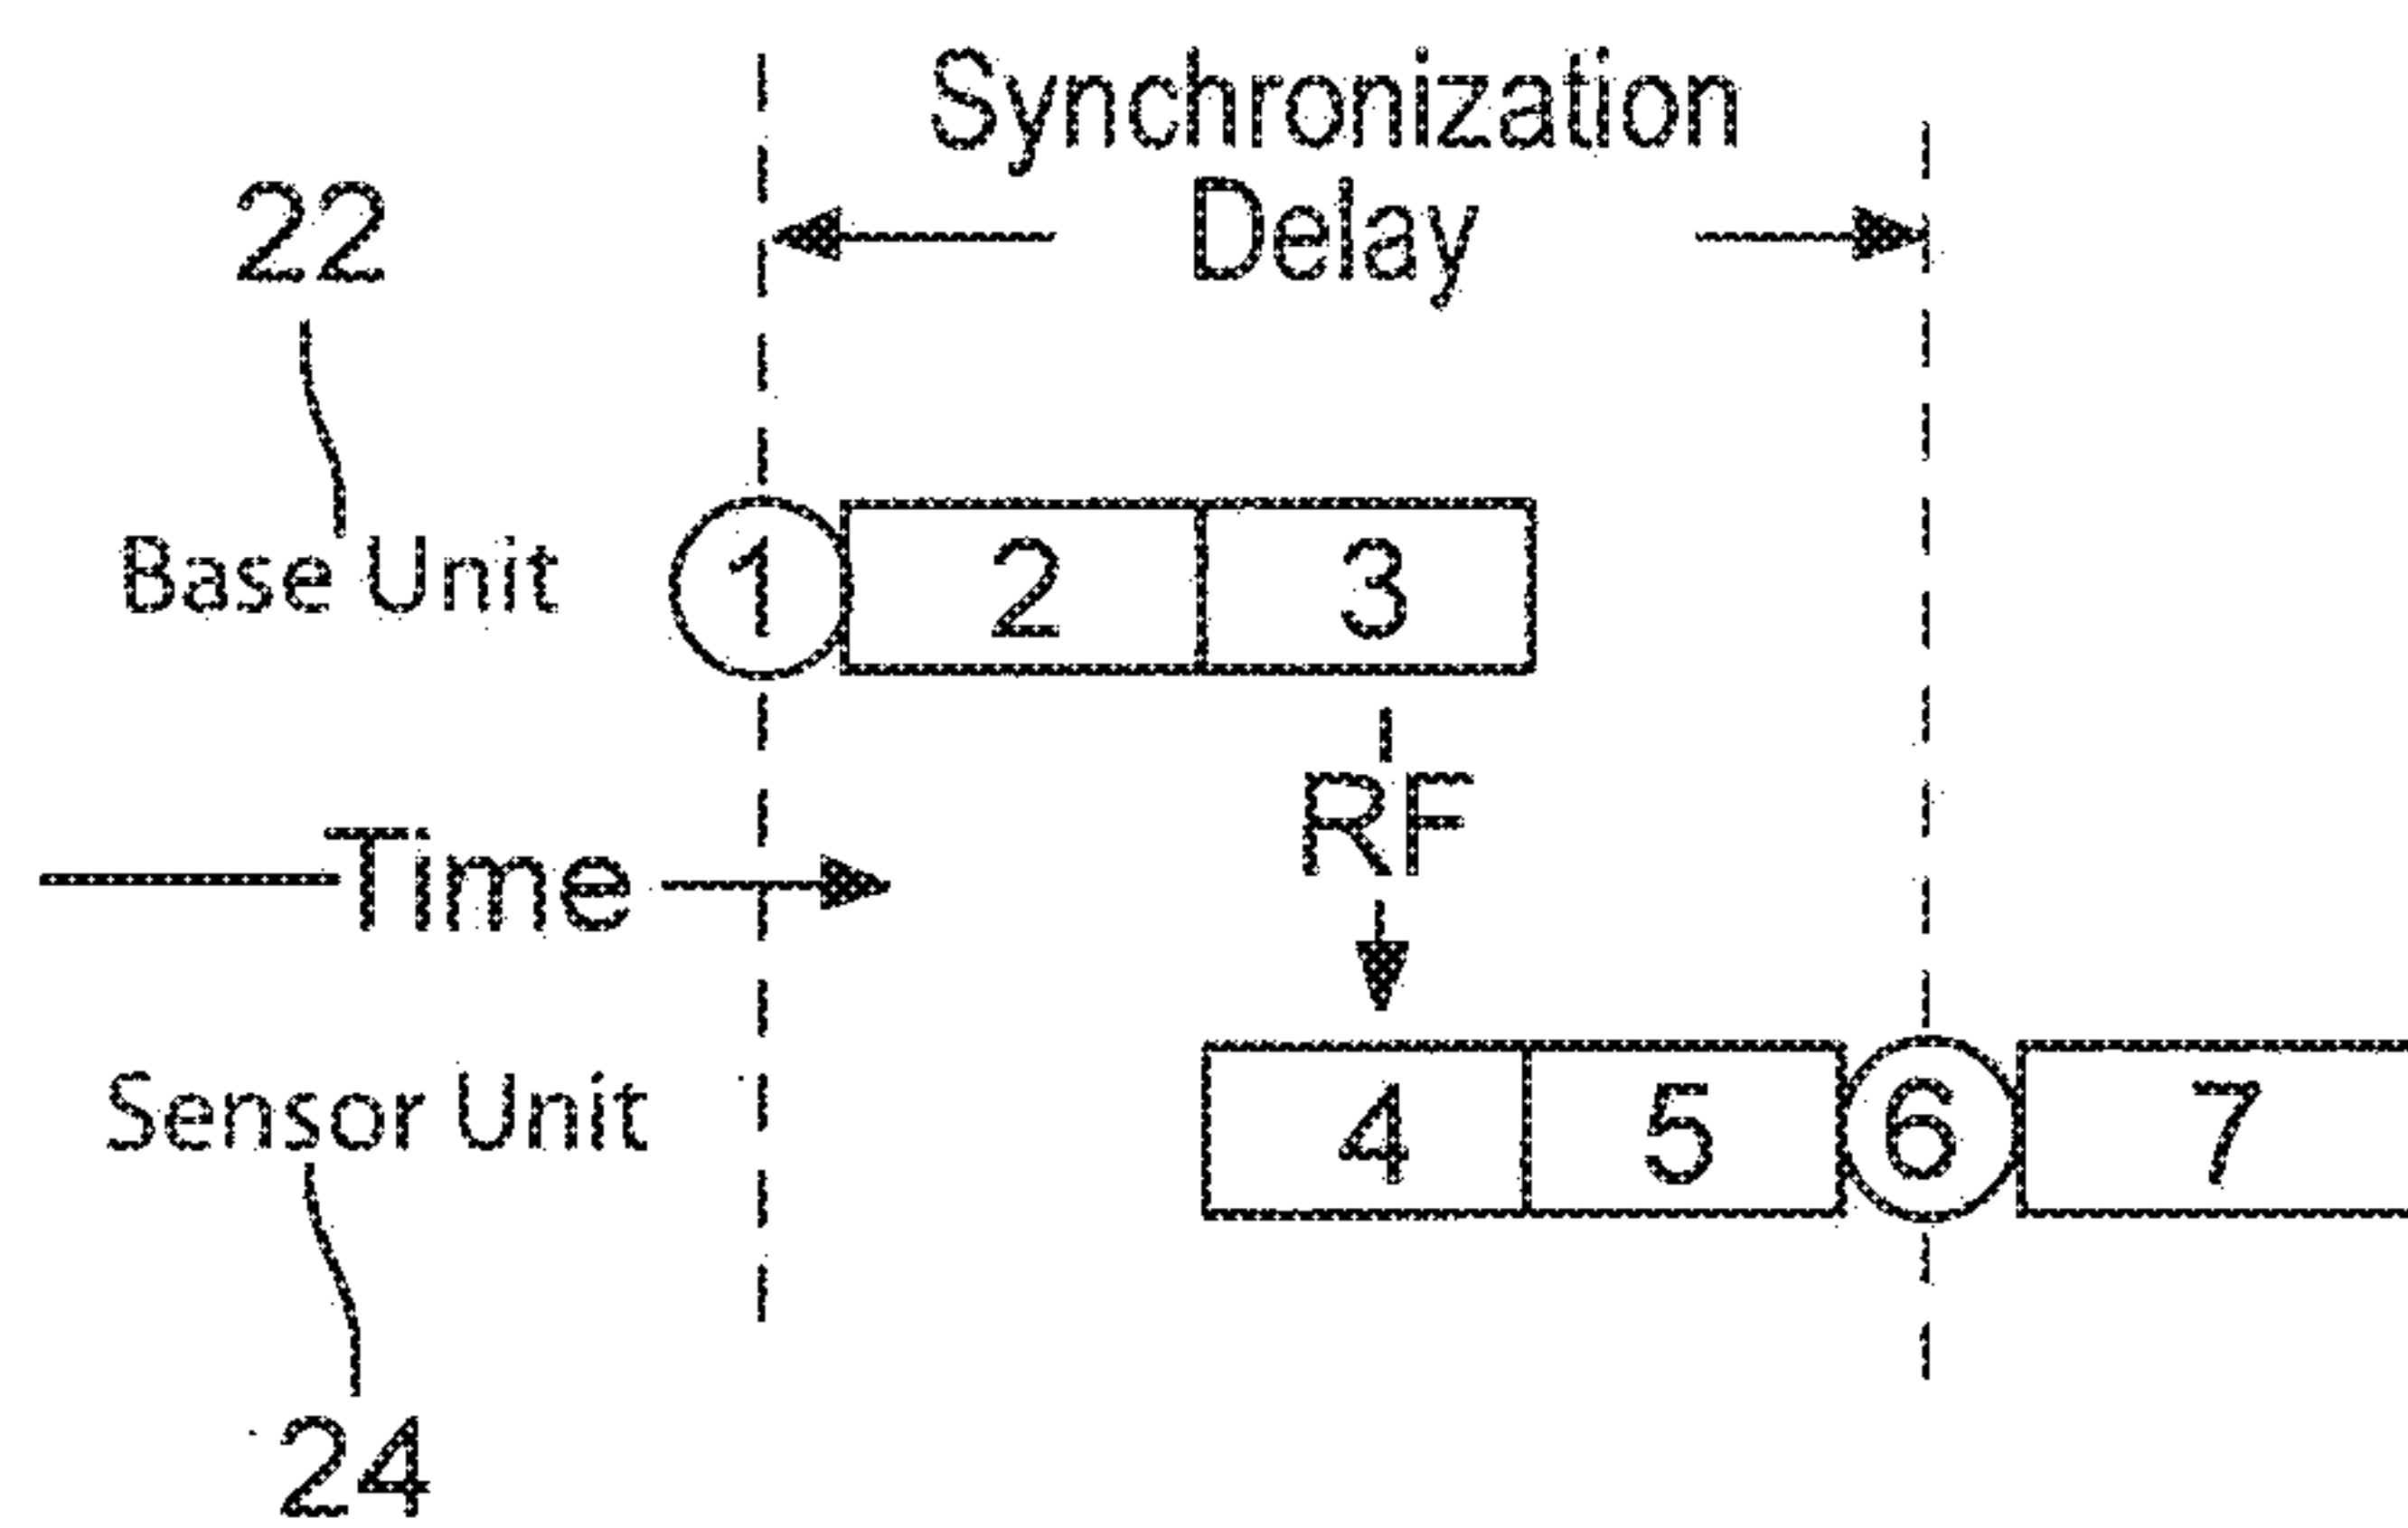 Synchronization
Delay
22
Base Unit
1 2 3
RF
Time
Sensor Unit
4 5 6 7
24